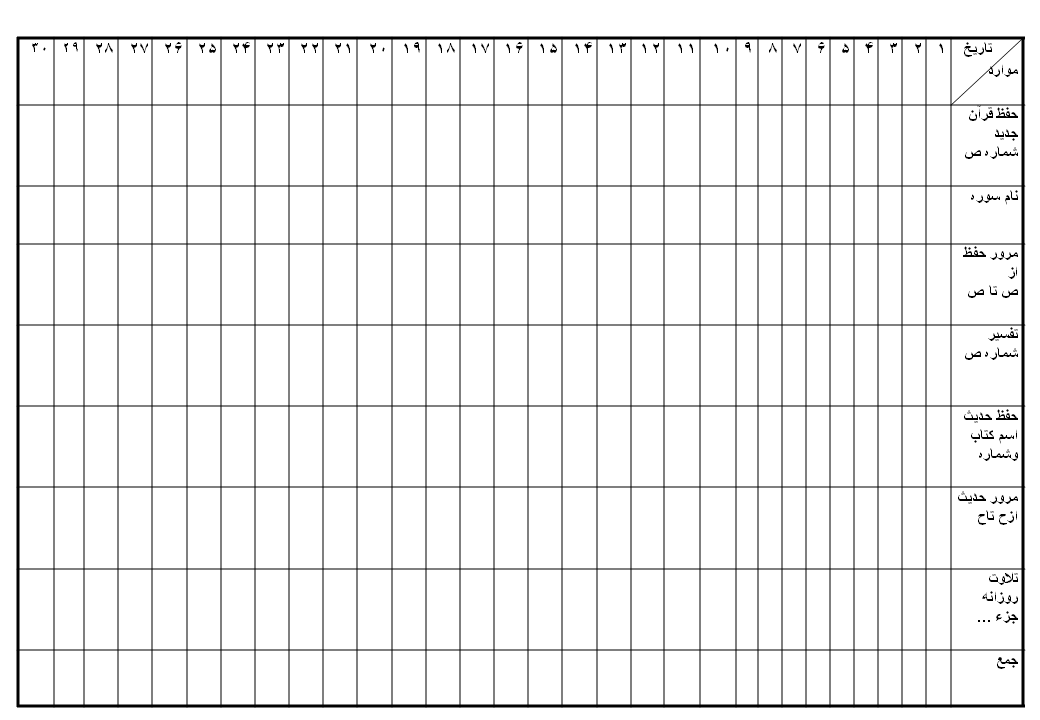 تاریخ ۱ ۲ ۳ ۴ ۵ ۶ ۷ ۸ ۹ ۱۰ ۱۱ ۱۲ ۱۳ ۱۴ ۱۵ ۱۶ ۱۷ ۱۸ ۱۹ ۲۰ ۲۱ ۲۲ ۲۳ ۲۴ ۲۵ ۲۶ ۲۷ ۲۸ ۲۹ ۳۰
موارد
حفظ قرآن
جدید
شماره ص
نام سوره
مرور حفظ
از
ص تا ص
تفسیر
شماره ص
حفظ حدیث
اسم کتاب
وشماره
مرور حدیث
ازح تاح
تلاوت
روزانه
جزء ...
جمع